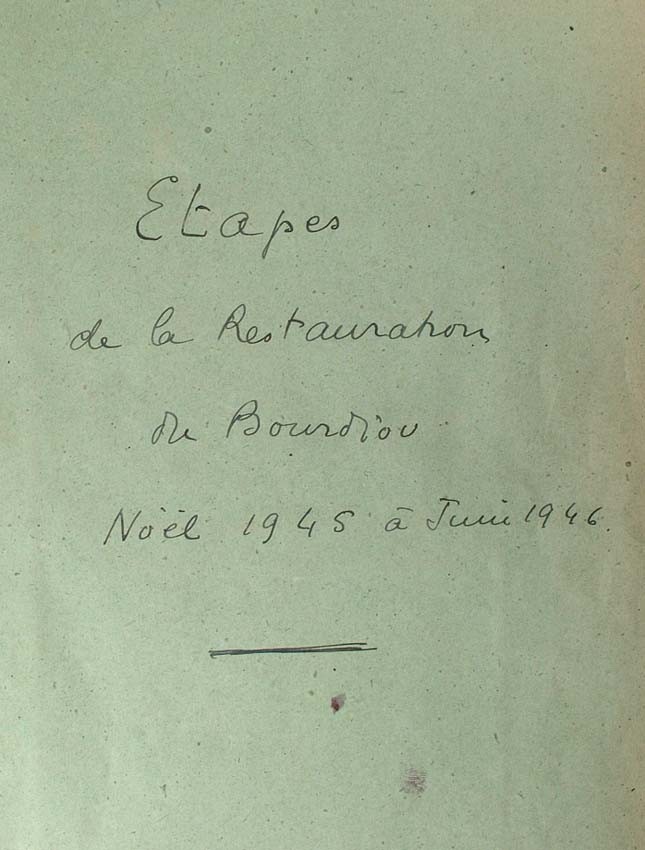 Etapes
de la Restauration
du Bourdiou
Noël 1945 à Juin 1946.